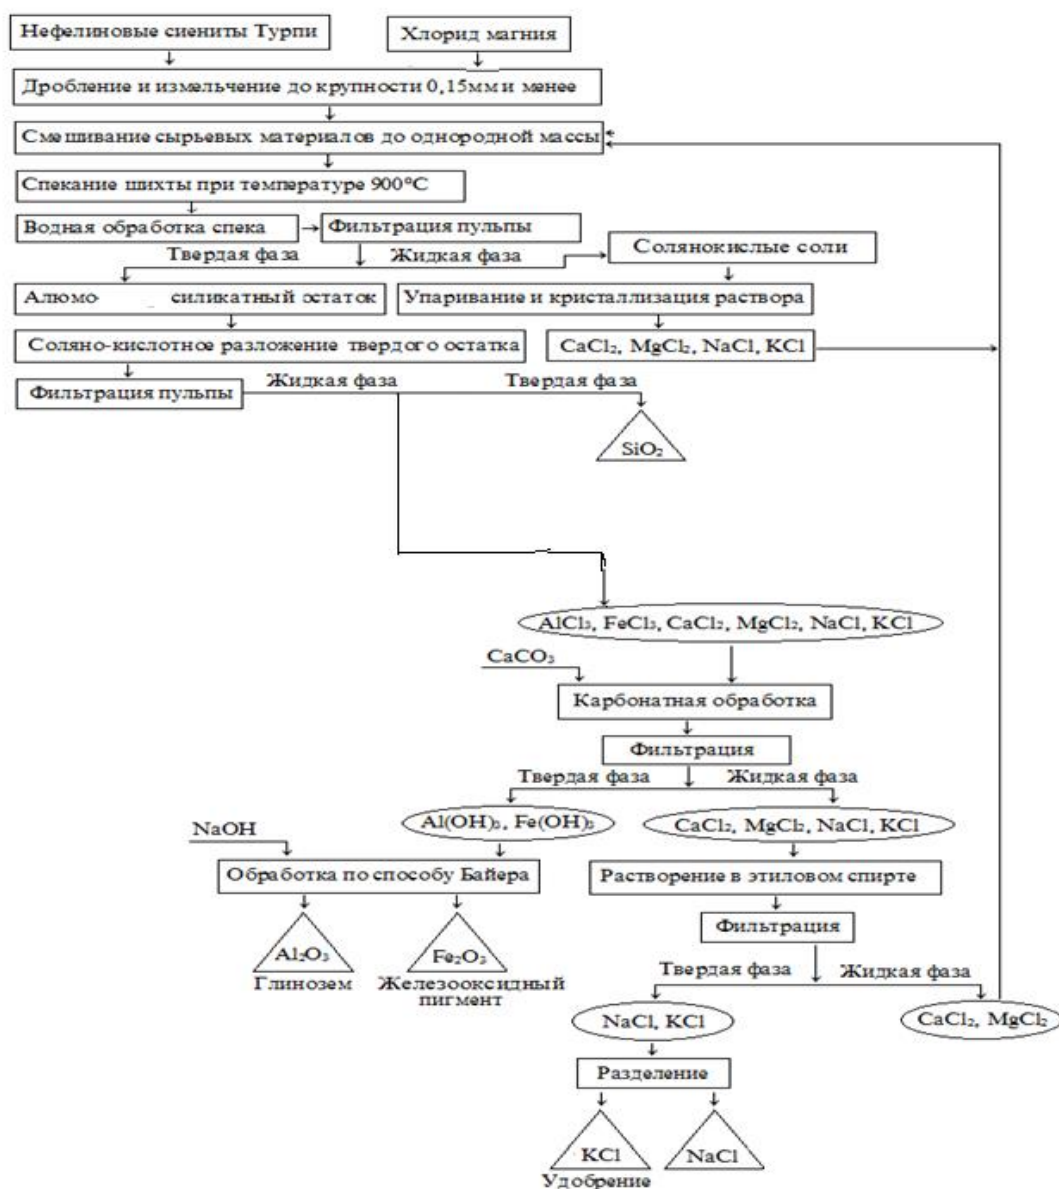 Нефелиновые сиениты Турпи
Хлорид магния
Дробление и измельчение до крупности 0,15мм и менее
Смешивание сырьевых материалов до однородной массы
Спекание шихты при температуре 900°С
Водная обработка спека
Фильтрация пульпы
Твердая фаза
Жидкая фаза
Солянокислые соли
Алюмо- силикатный остаток
Упаривание и кристаллизация раствора
Соляно-кислотное разложение твердого остатка
CaCl₂, MgCl₂, NaCl, KCl
Фильтрация пульпы
Жидкая фаза
Твердая фаза
SiO₂
AlCl₃, FeCl₃, CaCl₂, MgCl₂, NaCl, KCl
CaCO₃
Карбонатная обработка
Фильтрация
Твердая фаза
Жидкая фаза
NaOH
Al(OH)₃, Fe(OH)₃
CaCl₂, MgCl₂, NaCl, KCl
Обработка по способу Байера
Растворение в этиловом спирте
Фильтрация
Al₂O₃
Fe₂O₃
Глинозем
Железооксидный
пигмент
Твердая фаза
Жидкая фаза
NaCl, KCl
CaCl₂, MgCl₂
Разделение
KCl
NaCl
Удобрение